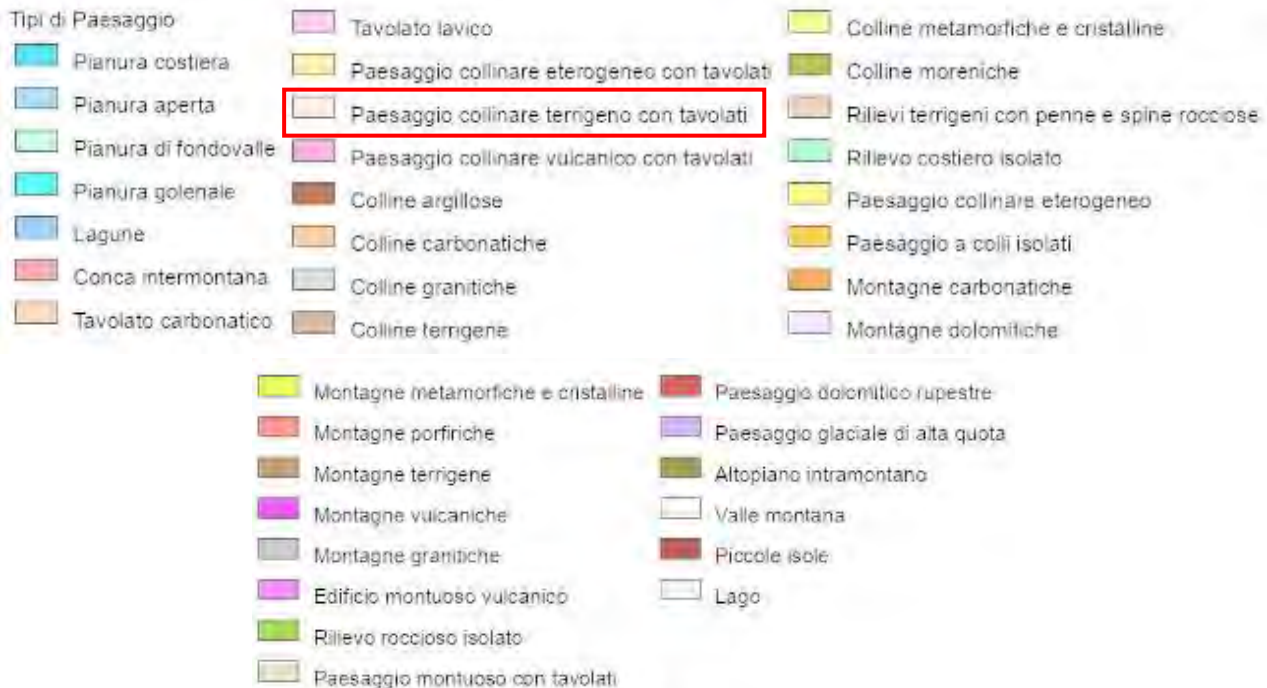 Tipi di Paesaggio
Pianura costiera
Pianura aperta
Pianura di fondovalle
Pianura golenale
Lagune
Conca intermontana
Tavolato carbonatico
Tavolato lavico
Paesaggio collinare eterogeneo con tavolati
Paesaggio collinare terrigeno con tavolati
Paesaggio collinare vulcanico con tavolati
Colline argillose
Colline carbonatiche
Colline granitiche
Colline terrigene
Colline metamorfiche e cristalline
Colline moreniche
Rilievi terrigeni con penne e spine rocciose
Rilievo costiero isolato
Paesaggio collinare eterogeneo
Paesaggio a colli isolati
Montagne carbonatiche
Montagne dolomitiche
Montagne metamorfiche e cristalline
Montagne porfiriche
Montagne terrigene
Montagne vulcaniche
Montagne granitiche
Edificio montuoso vulcanico
Rilievo roccioso isolato
Paesaggio montuoso con tavolati
Paesaggio dolomitico rupestre
Paesaggio glaciale di alta quota
Altopiano intramontano
Valle montana
Piccole isole
Lago